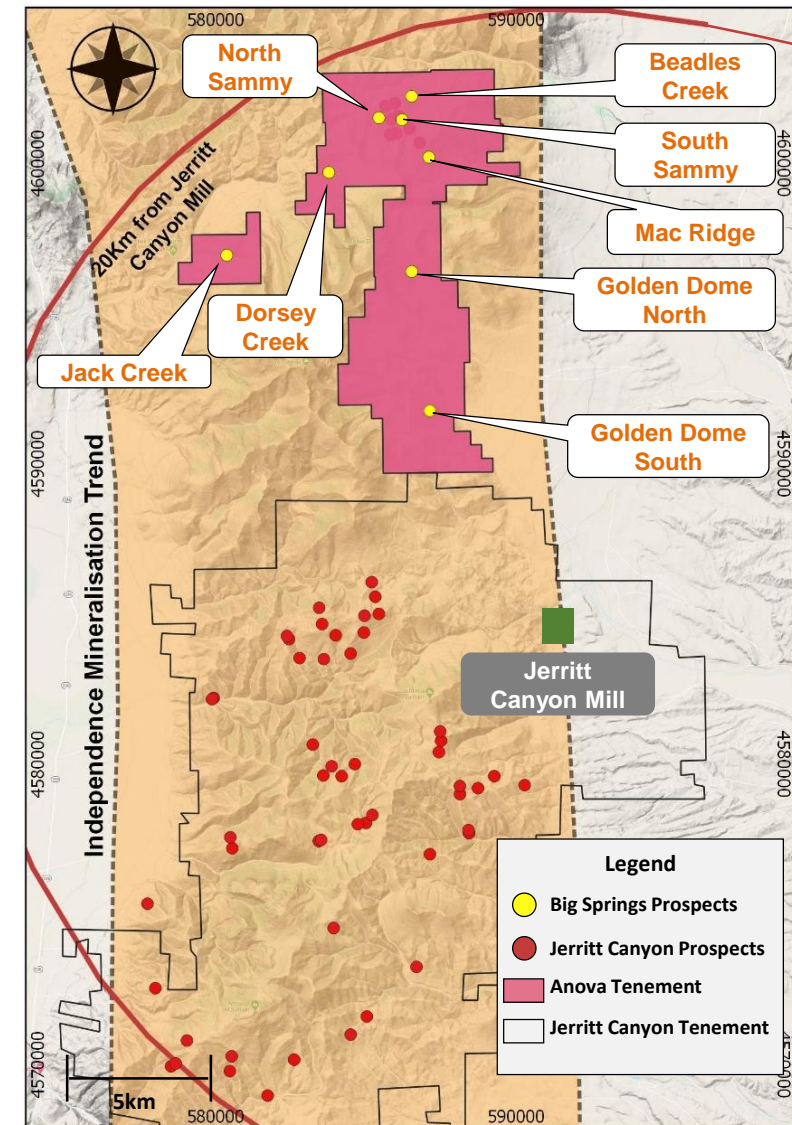 580000
590000
North
Sammy
Beadles
Creek
South
Sammy
4600000
4600000
20Km from Jerritt
Canyon Mill
Mac Ridge
Golden Dome
North
Dorsey
Creek
Jack Creek
Golden Dome
South
4590000
4590000
Independence Mineralisation Trend
Jerritt
Canyon Mill
4580000
4580000
Legend
Big Springs Prospects
Jerritt Canyon Prospects
Anova Tenement
Jerritt Canyon Tenement
4570000
4570000
5km
580000
590000